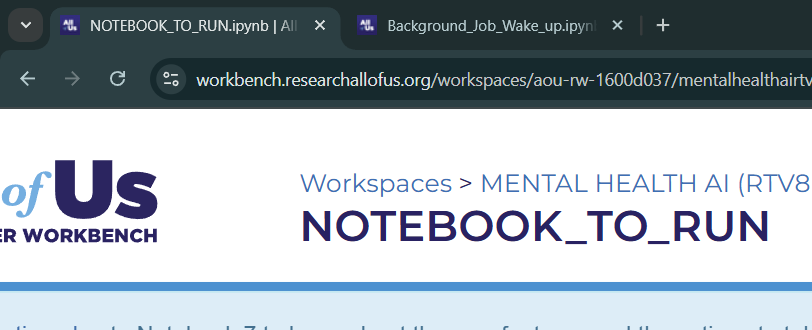 NOTEBOOK_TO_RUN.ipynb | All
Background_Job_Wake_up.ipyn
workbench.researchallofus.org/workspaces/aou-rw-1600d037/mentalhealthairtv
of Us
ER WORKBENCH
Workspaces > MENTAL HEALTH AI (RTV8
NOTEBOOK_TO_RUN